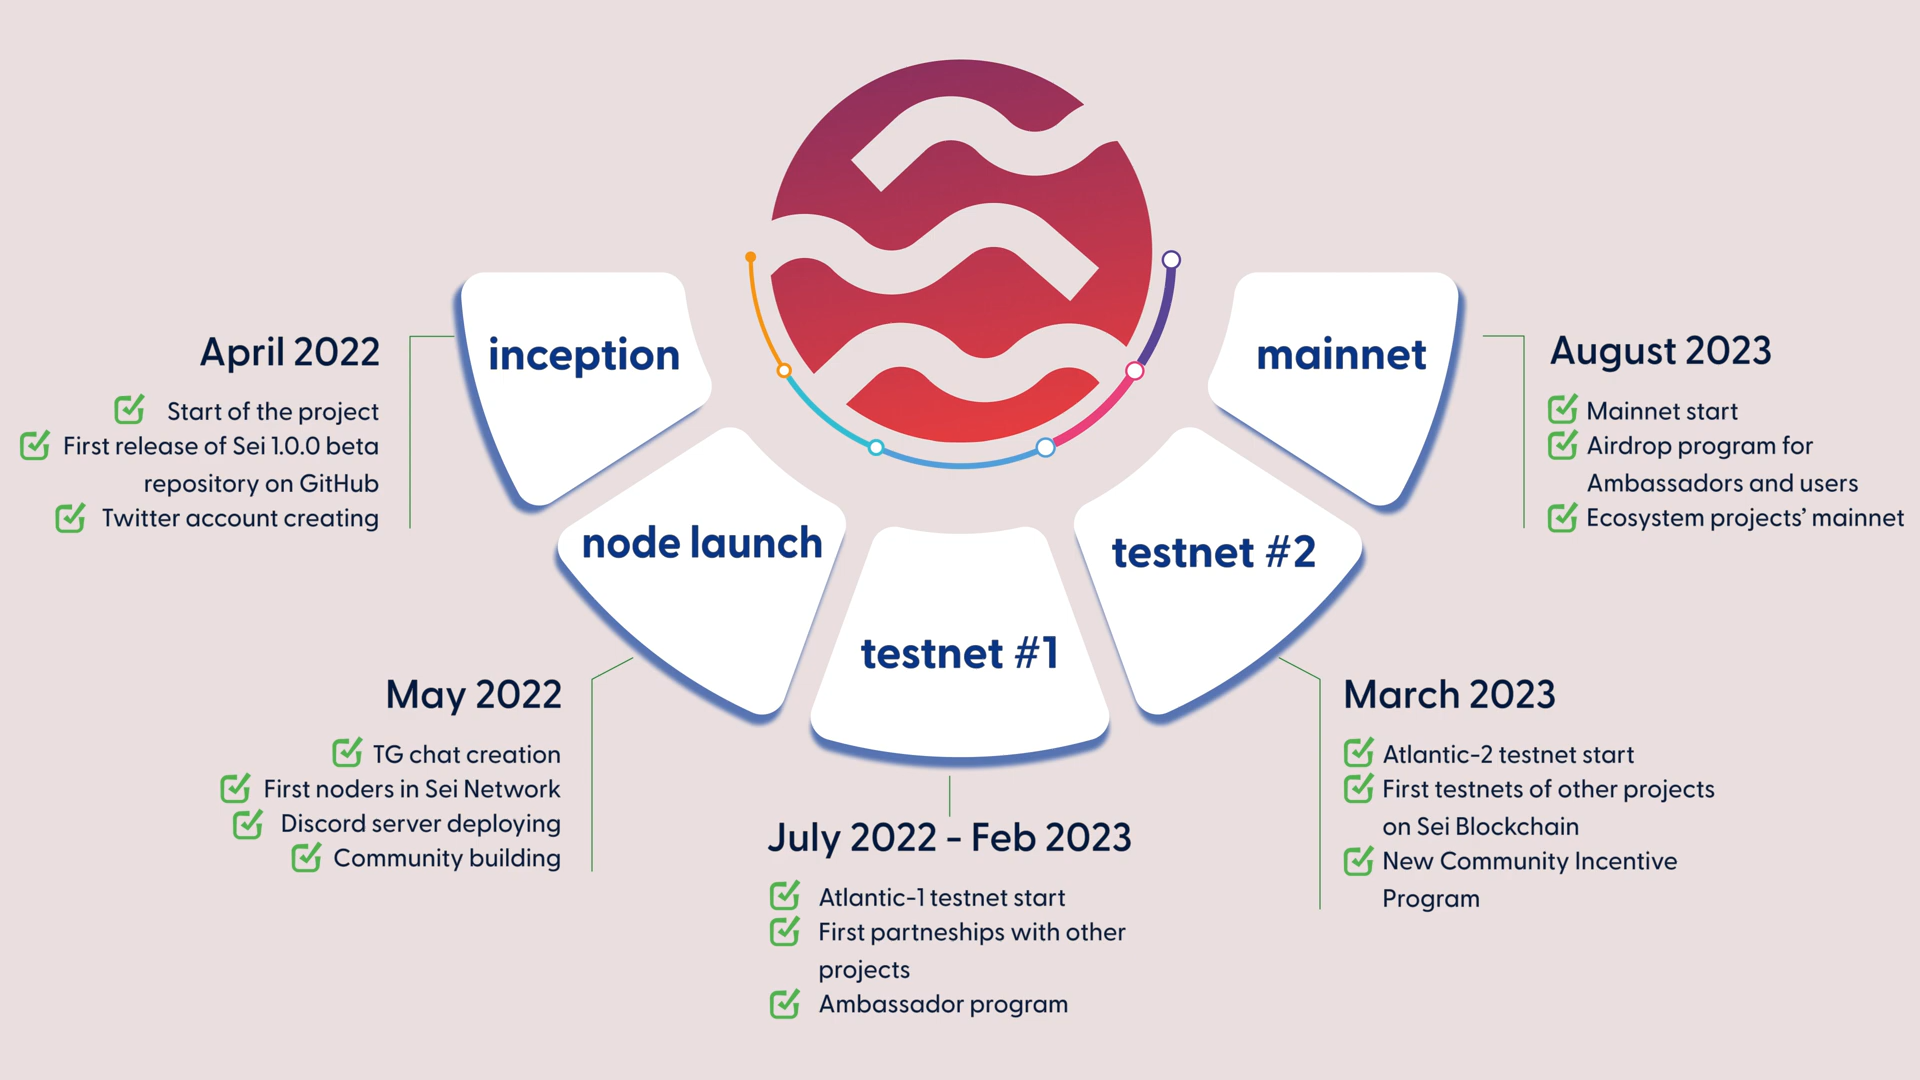 inception
April 2022
Start of the project
First release of Sei 1.0.0 beta
repository on GitHub
Twitter account creating
node launch
May 2022
TG chat creation
First noders in Sei Network
Discord server deploying
Community building
testnet #1
July 2022 - Feb 2023
Atlantic-1 testnet start
First partneships with other
projects
Ambassador program
testnet #2
March 2023
Atlantic-2 testnet start
First testnets of other projects
on Sei Blockchain
New Community Incentive
Program
mainnet
August 2023
Mainnet start
Airdrop program for
Ambassadors and users
Ecosystem projects’ mainnet